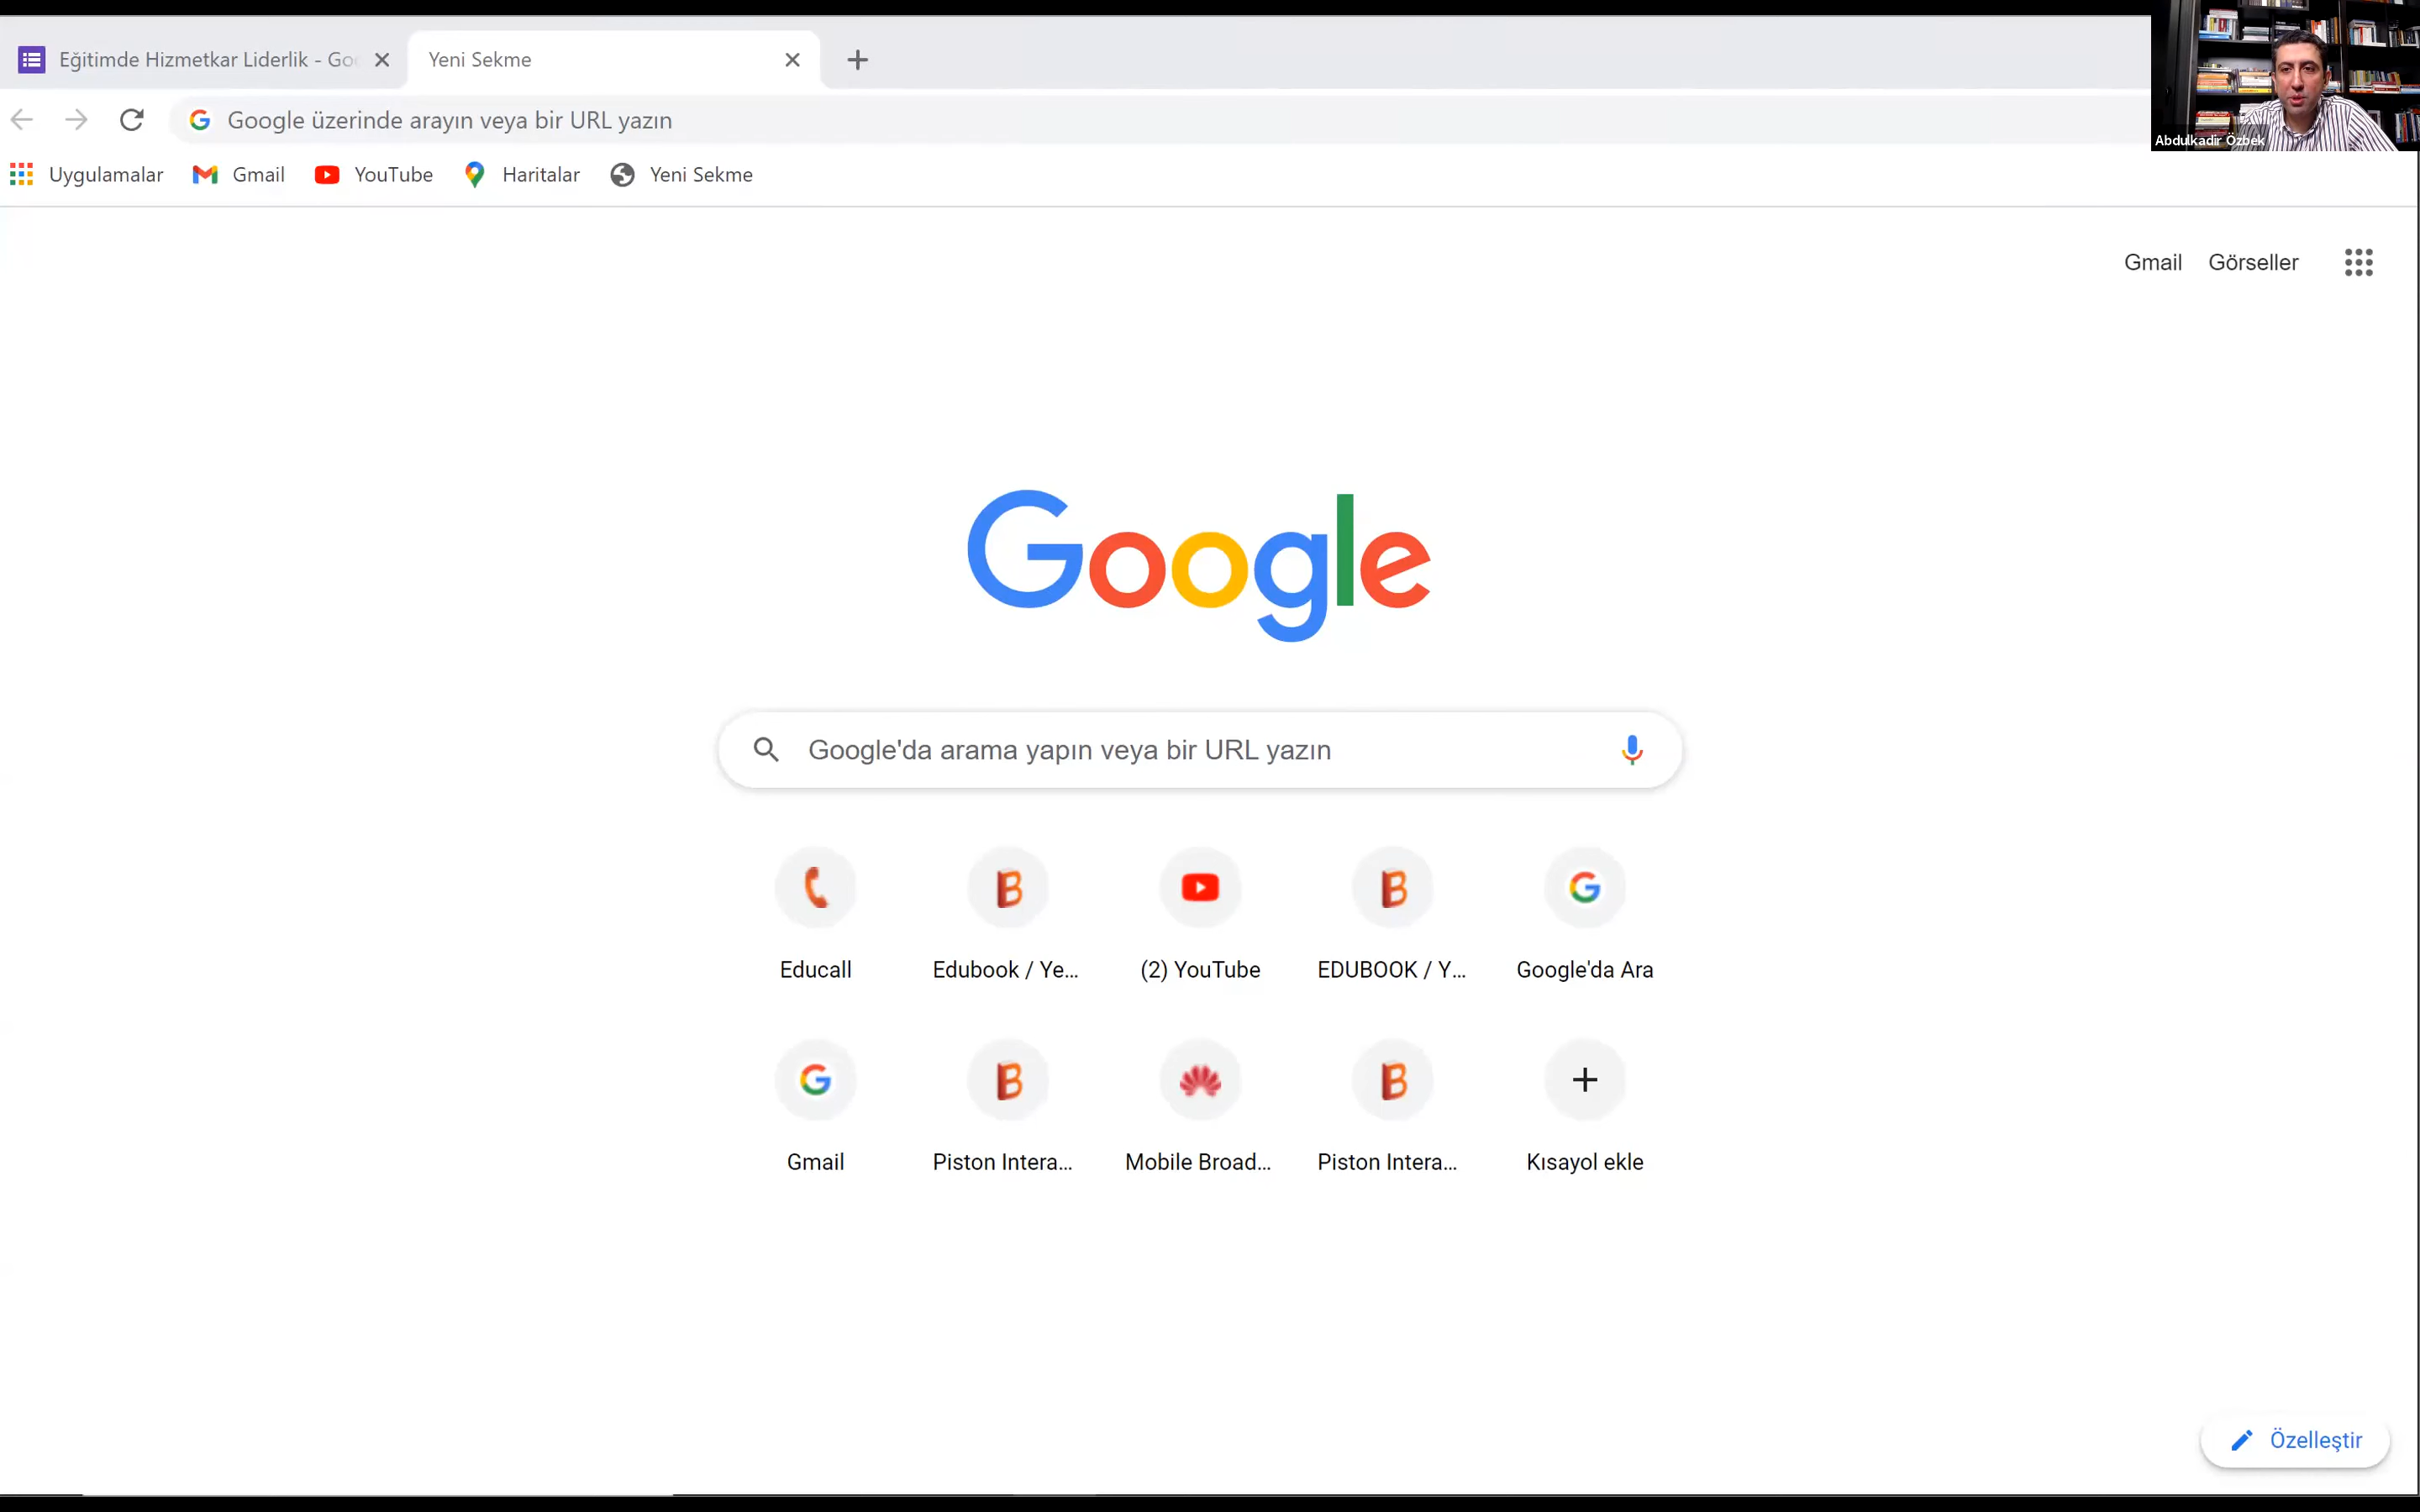 Eğitimde Hizmetkar Liderlik - Go
Yeni Sekme
Abdulkadir Özbek
Google üzerinde arayın veya bir URL yazın
Uygulamalar
Gmail
YouTube
Haritalar
Yeni Sekme
Gmail
Görseller
Google
Google'da arama yapın veya bir URL yazın
Educall
Edubook / Ye...
(2) YouTube
EDUBOOK / Y...
Google'da Ara
Gmail
Piston Intera...
Mobile Broad...
Piston Intera...
Kısayol ekle
Özelleştir